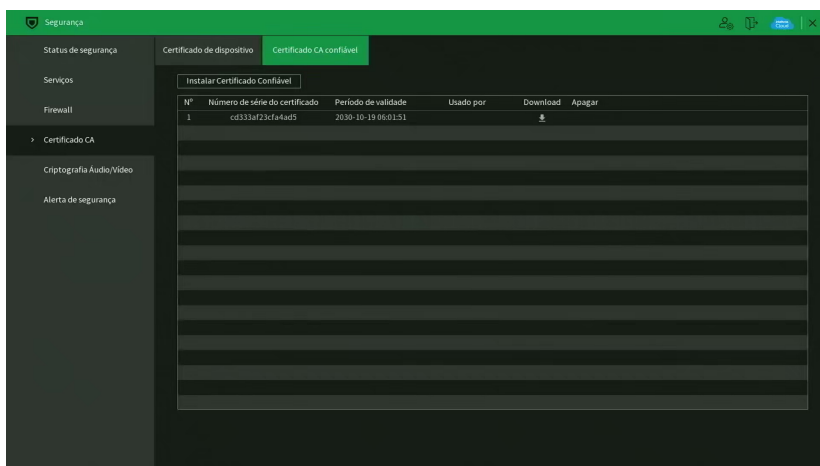 Segurança
Status de segurança
Serviços
Firewall
> Certificado CA
Criptografia Áudio/Vídeo
Alerta de segurança
Certificado de dispositivo Certificado CA confiável
Instalar Certificado Confiável
Nº Número de série do certificado Período de validade Usado por Download Apagar
1 cd333af23cfa4ad5 2030-10-19 06:01:51